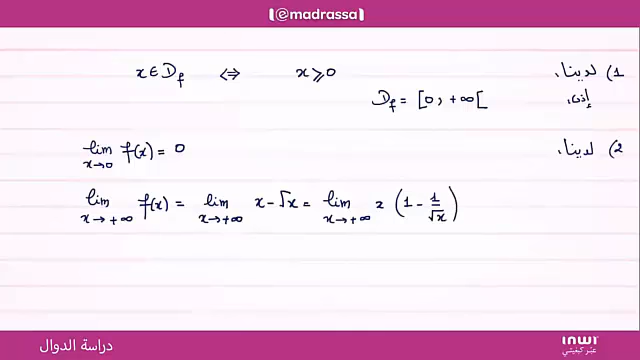 @madrassa
1) لدينا، x ∈ D_f ⇔ x ≥ 0
إذن، D_f = [0, +∞[
2) لدينا، lim_{x→0} f(x) = 0
lim_{x→+∞} f(x) = lim_{x→+∞} x - √x = lim_{x→+∞} x (1 - 1/√x)
دراسة الدوال
inwi
عبّر كيفيتي